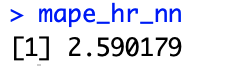 > mape_hr_nn
[1] 2.590179